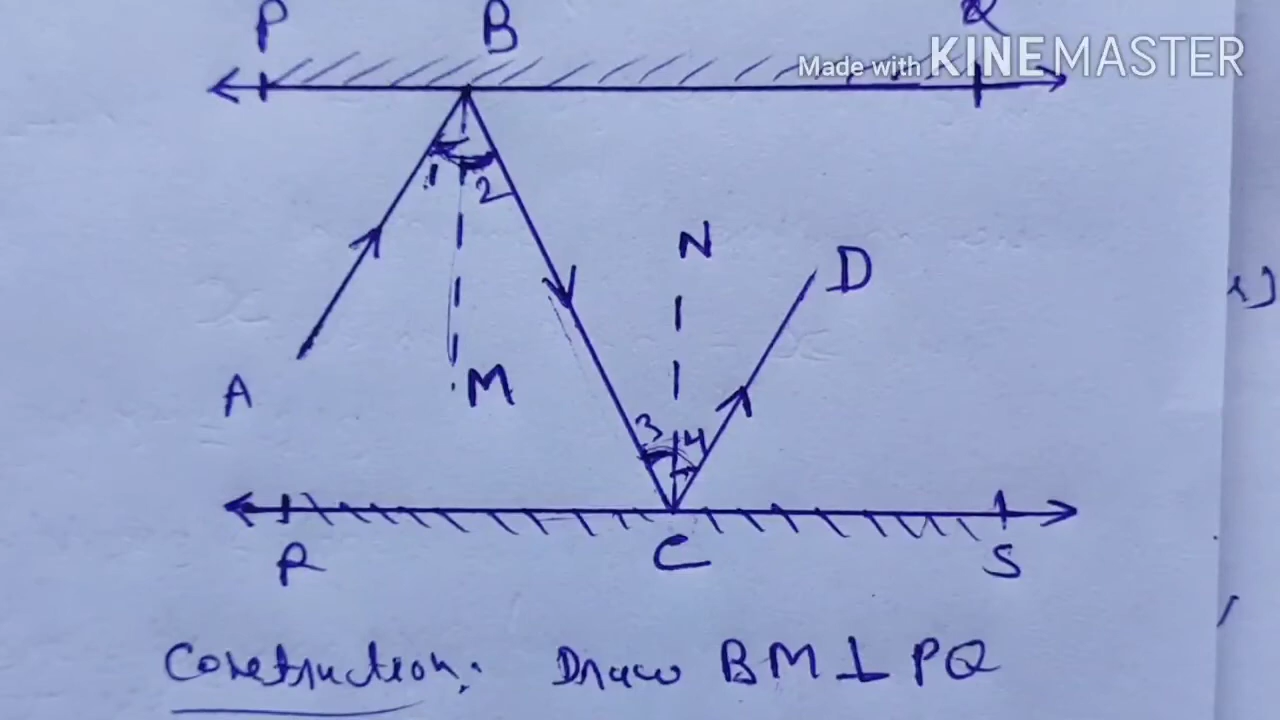 P B Q
Made with KINEMASTER
1 2
N
D
A
M
3 4
R C S
Construction: Draw BM ⊥ PQ